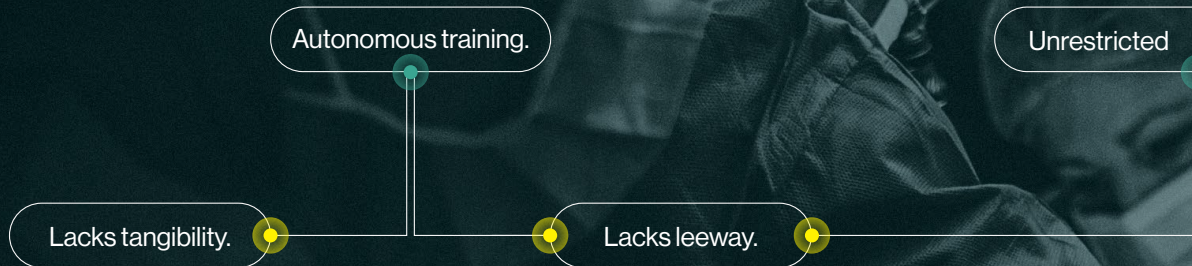 Autonomous training.
Unrestricted
Lacks tangibility.
Lacks leeway.